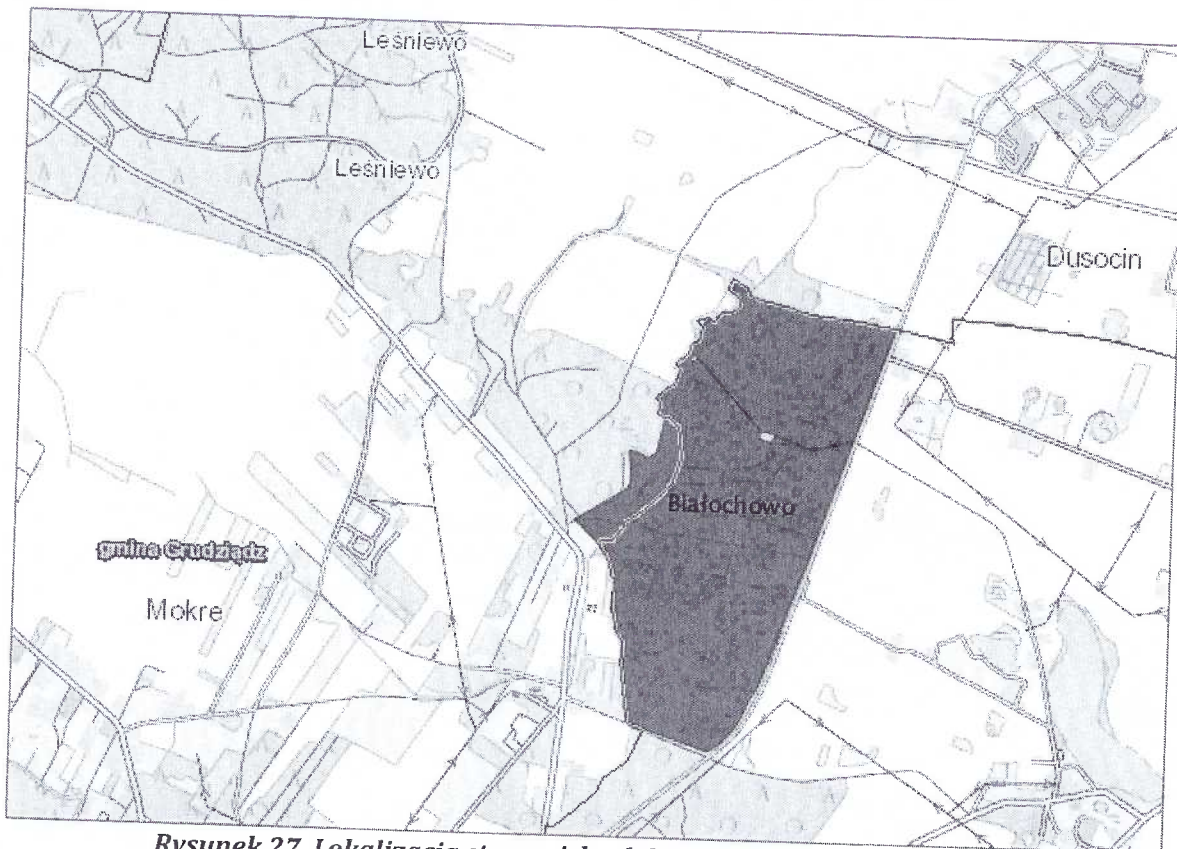 Leśniewo
Leśniewo
Dusocin
Białochowo
gmina Grudziądz
Mokre
Rysunek 27. Lokalizacja